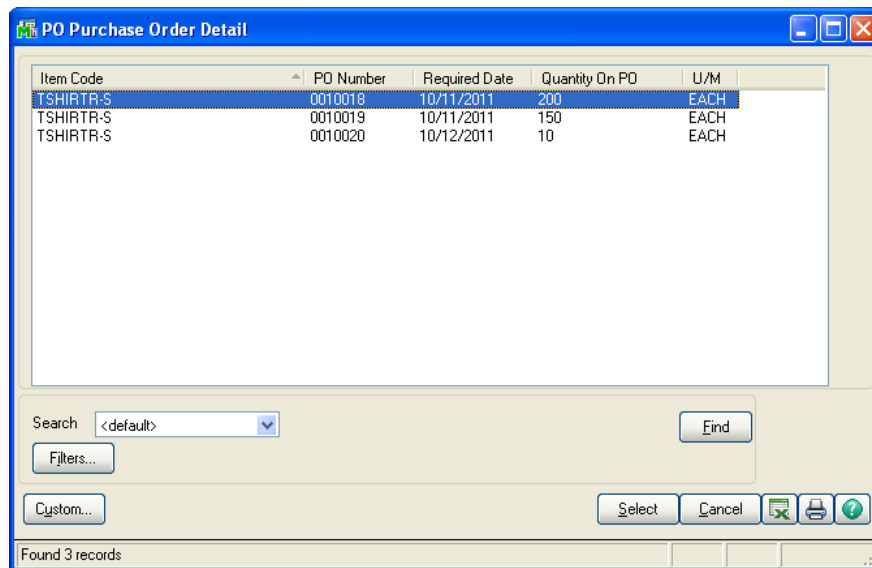 PO Purchase Order Detail
Item Code PO Number Required Date Quantity On PO U/M
TSHIRTR-S 0010018 10/11/2011 200 EACH
TSHIRTR-S 0010019 10/11/2011 150 EACH
TSHIRTR-S 0010020 10/12/2011 10 EACH
Search <default> Find
Filters...
Custom... Select Cancel
Found 3 records